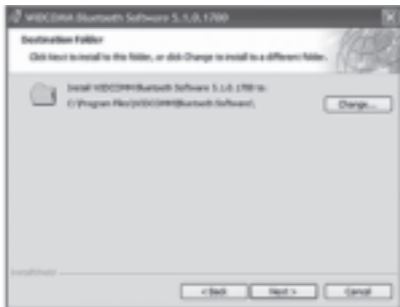 WIDCOMM Bluetooth Software 5.1.0.1700
Destination Folder
Click Next to install to this folder, or click Change to install to a different folder.
Install WIDCOMM Bluetooth Software 5.1.0.1700 to:
C:\Program Files\WIDCOMM\Bluetooth Software\
Change...
InstallShield
< Back
Next >
Cancel